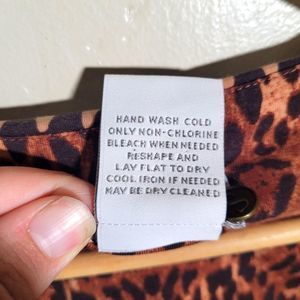 HAND WASH COLD
ONLY NON-CHLORINE
BLEACH WHEN NEEDED
RESHAPE AND
LAY FLAT TO DRY
COOL IRON IF NEEDED
MAY BE DRY CLEANED